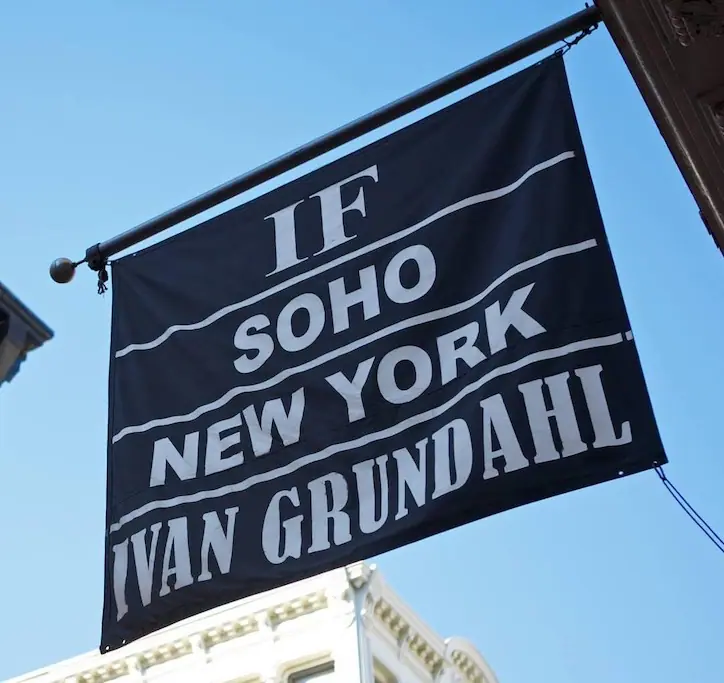 IF
SOHO
NEW YORK
IVAN GRUNDAHL